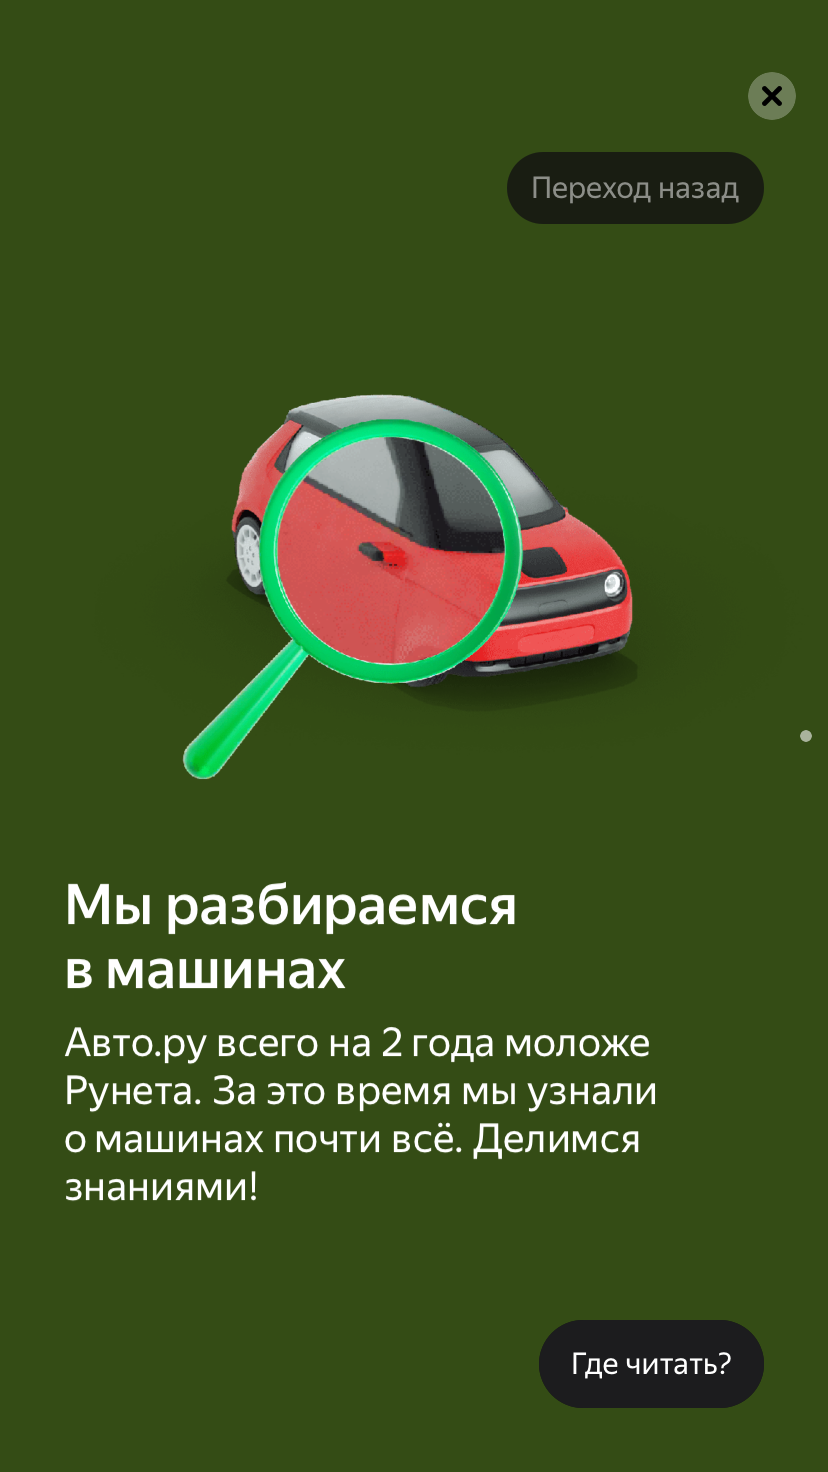 Переход назад
Мы разбираемся
в машинах
Авто.ру всего на 2 года моложе
Рунета. За это время мы узнали
о машинах почти всё. Делимся
знаниями!
Где читать?